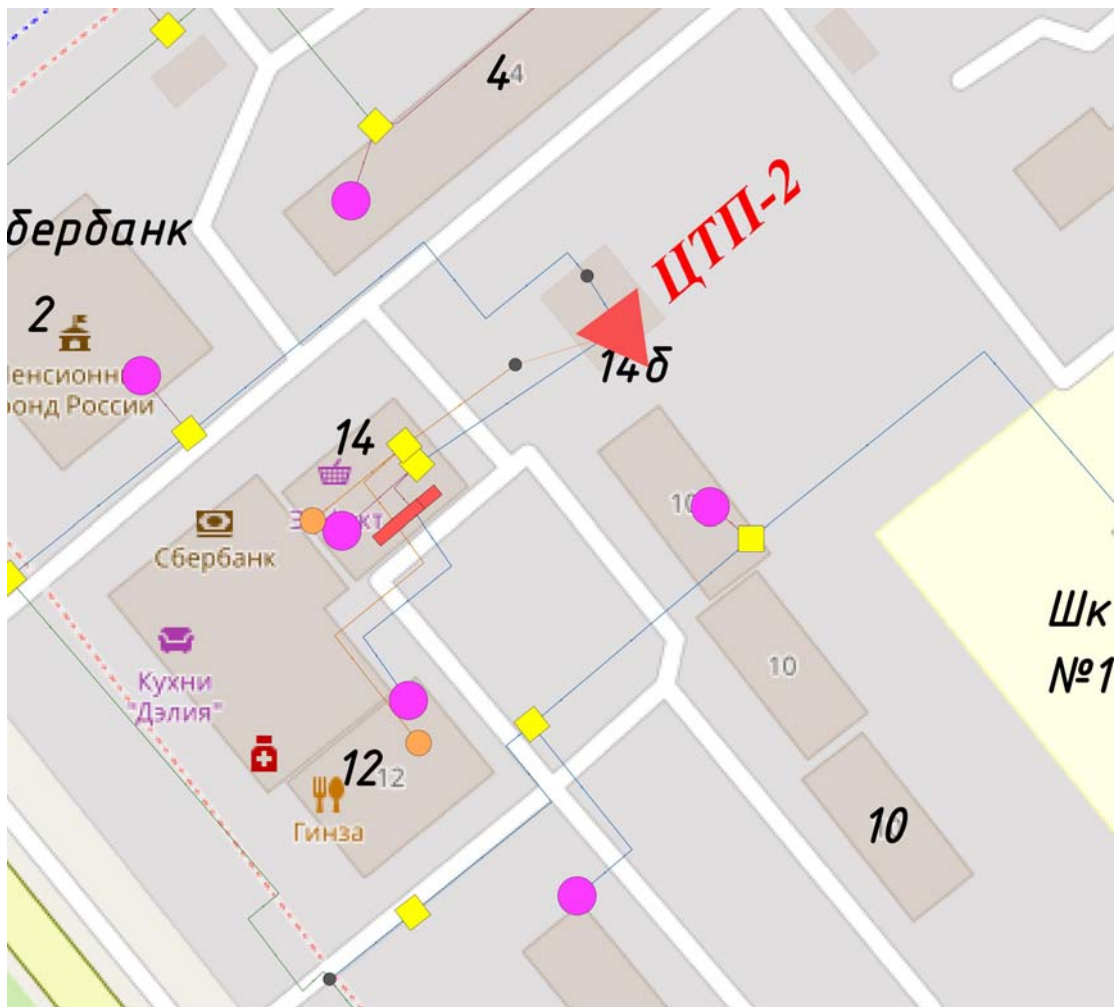 4
4
ЦТП-2
бербанк
2
енсионн
онд России
14б
14
Сбербанк
10
Шк
№1
10
Кухни
"Дэлия"
12
12
10
Гинза